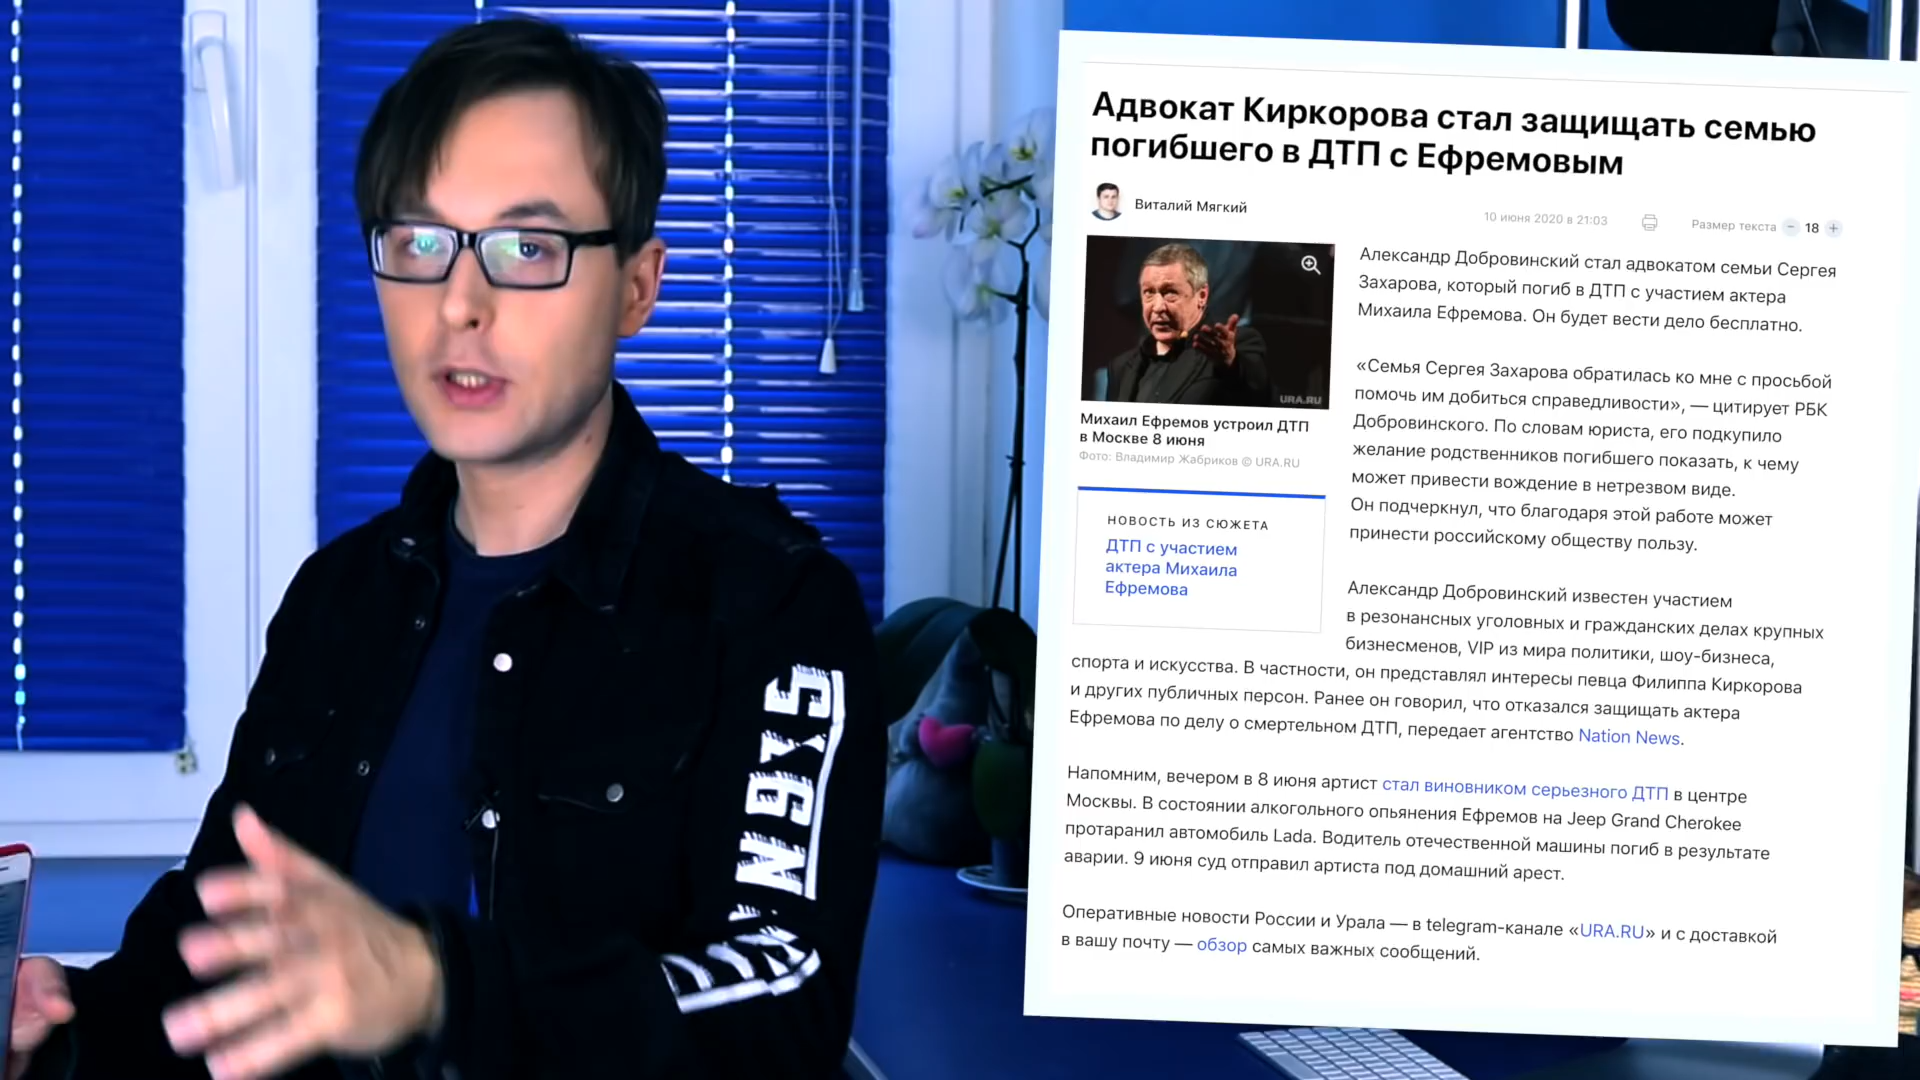 Адвокат Киркорова стал защищать семью
погибшего в ДТП с Ефремовым
Виталий Мягкий
10 июня 2020 в 21:03
Размер текста − 18 +
URA.RU
Михаил Ефремов устроил ДТП
в Москве 8 июня
Фото: Владимир Жабриков © URA.RU
НОВОСТЬ ИЗ СЮЖЕТА
ДТП с участием
актера Михаила
Ефремова
Александр Добровинский стал адвокатом семьи Сергея
Захарова, который погиб в ДТП с участием актера
Михаила Ефремова. Он будет вести дело бесплатно.
«Семья Сергея Захарова обратилась ко мне с просьбой
помочь им добиться справедливости», — цитирует РБК
Добровинского. По словам юриста, его подкупило
желание родственников погибшего показать, к чему
может привести вождение в нетрезвом виде.
Он подчеркнул, что благодаря этой работе может
принести российскому обществу пользу.
Александр Добровинский известен участием
в резонансных уголовных и гражданских делах крупных
бизнесменов, VIP из мира политики, шоу-бизнеса,
спорта и искусства. В частности, он представлял интересы певца Филиппа Киркорова
и других публичных персон. Ранее он говорил, что отказался защищать актера
Ефремова по делу о смертельном ДТП, передает агентство Nation News.
Напомним, вечером в 8 июня артист стал виновником серьезного ДТП в центре
Москвы. В состоянии алкогольного опьянения Ефремов на Jeep Grand Cherokee
протаранил автомобиль Lada. Водитель отечественной машины погиб в результате
аварии. 9 июня суд отправил артиста под домашний арест.
Оперативные новости России и Урала — в telegram-канале «URA.RU» и с доставкой
в вашу почту — обзор самых важных сообщений.